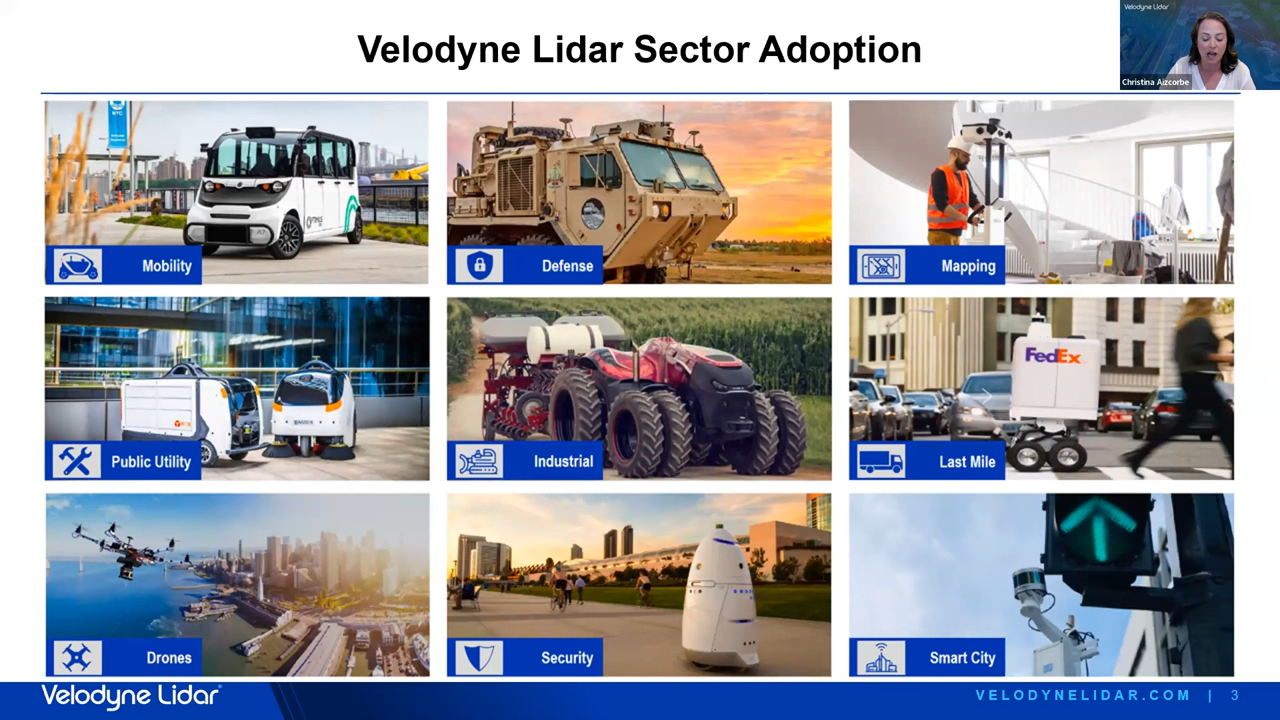 Velodyne Lidar Sector Adoption
Velodyne Lidar
Christina Aizcorbe
NYC
Mobility
Defense
Mapping
Public Utility
Industrial
FedEx
Last Mile
Drones
Security
Smart City
Velodyne Lidar
VELODYNELIDAR.COM | 3